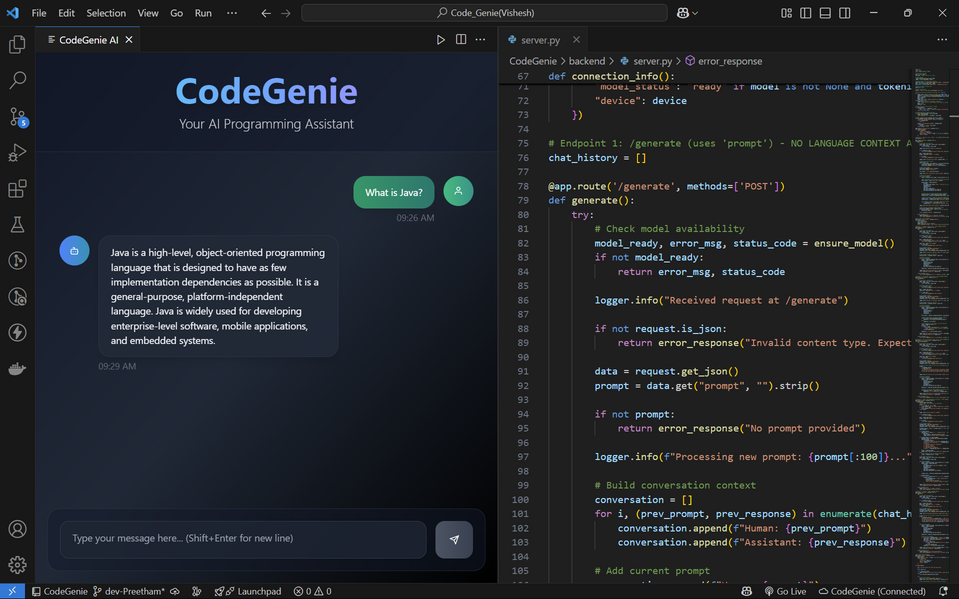 File Edit Selection View Go Run ··· Code_Genie(Vishesh)
CodeGenie AI
CodeGenie
Your AI Programming Assistant
What is Java?
09:26 AM
Java is a high-level, object-oriented programming
language that is designed to have as few
implementation dependencies as possible. It is a
general-purpose, platform-independent
language. Java is widely used for developing
enterprise-level software, mobile applications,
and embedded systems.
09:29 AM
Type your message here... (Shift+Enter for new line)
5
server.py
CodeGenie > backend > server.py > error_response
67 def connection_info():
71 "model_status": "ready" if model is not None and tokeni
72 "device": device
73 })
74
75 # Endpoint 1: /generate (uses 'prompt') - NO LANGUAGE CONTEXT A
76 chat_history = []
77
78 @app.route('/generate', methods=['POST'])
79 def generate():
80 try:
81 # Check model availability
82 model_ready, error_msg, status_code = ensure_model()
83 if not model_ready:
84 return error_msg, status_code
85
86 logger.info("Received request at /generate")
87
88 if not request.is_json:
89 return error_response("Invalid content type. Expect
90
91 data = request.get_json()
92 prompt = data.get("prompt", "").strip()
93
94 if not prompt:
95 return error_response("No prompt provided")
96
97 logger.info(f"Processing new prompt: {prompt[:100]}..."
98
99 # Build conversation context
100 conversation = []
101 for i, (prev_prompt, prev_response) in enumerate(chat_h
102 conversation.append(f"Human: {prev_prompt}")
103 conversation.append(f"Assistant: {prev_response}")
104
105 # Add current prompt
CodeGenie dev-Preetham* Launchpad 0 0 Go Live CodeGenie (Connected)